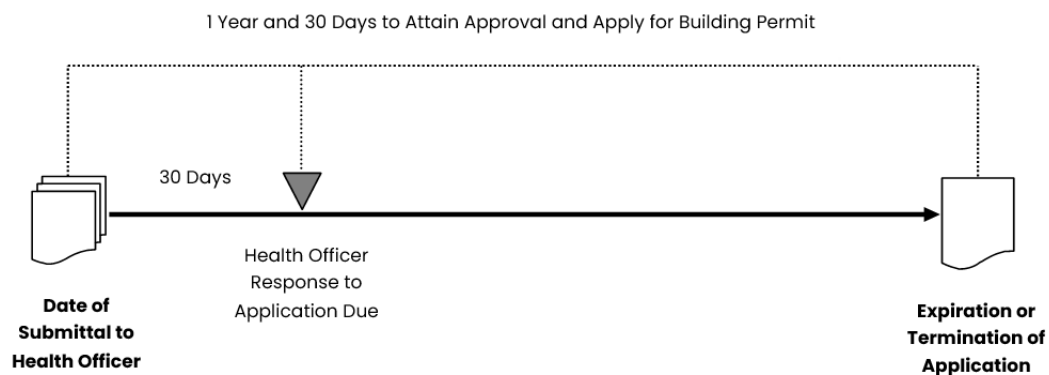 1 Year and 30 Days to Attain Approval and Apply for Building Permit
30 Days
Health Officer
Response to
Application Due
Date of
Submittal to
Health Officer
Expiration or
Termination of
Application